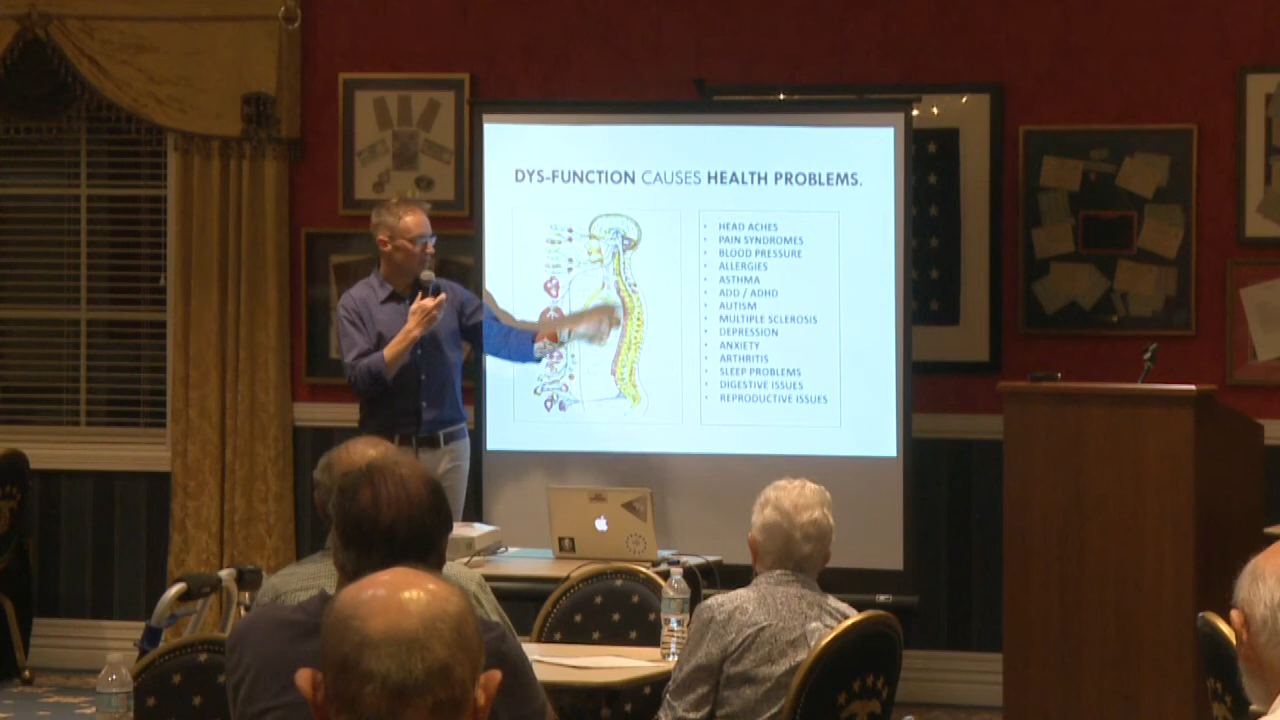 DYS-FUNCTION CAUSES HEALTH PROBLEMS.
• HEAD ACHES
• PAIN SYNDROMES
• BLOOD PRESSURE
• ALLERGIES
• ASTHMA
• ADD / ADHD
• AUTISM
• MULTIPLE SCLEROSIS
• DEPRESSION
• ANXIETY
• ARTHRITIS
• SLEEP PROBLEMS
• DIGESTIVE ISSUES
• REPRODUCTIVE ISSUES